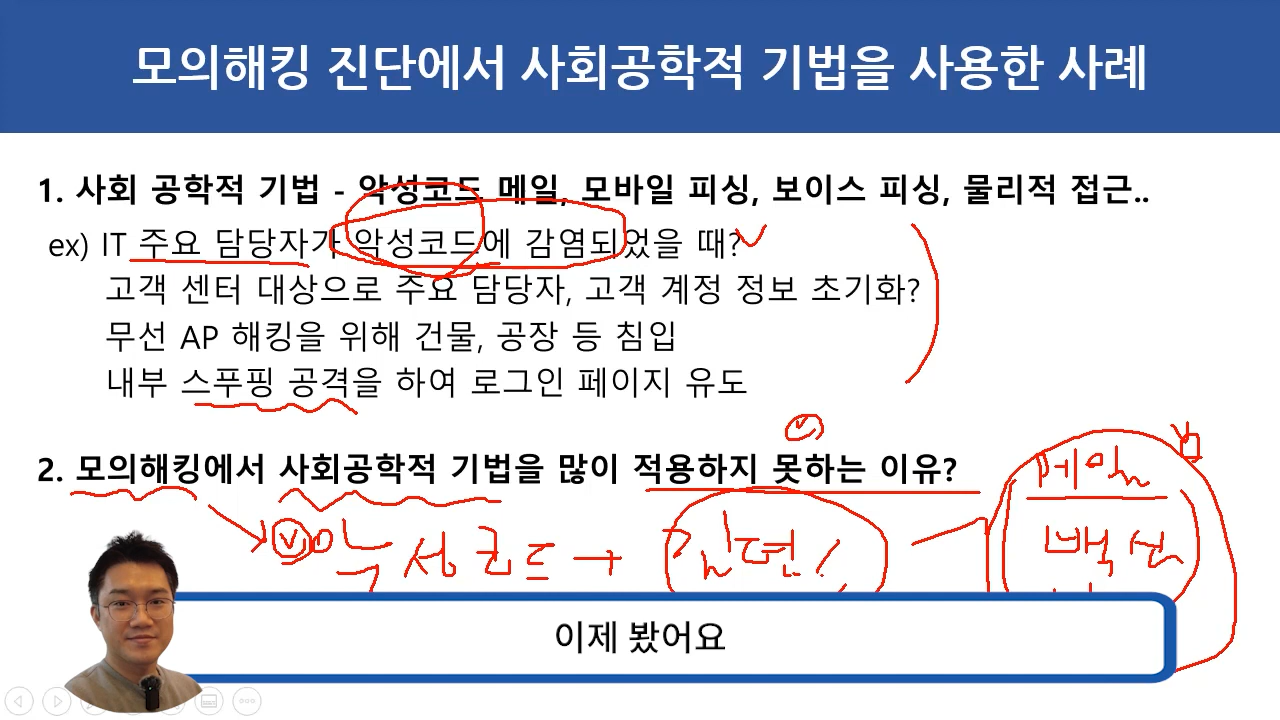 모의해킹 진단에서 사회공학적 기법을 사용한 사례
1. 사회 공학적 기법 - 악성코드 메일, 모바일 피싱, 보이스 피싱, 물리적 접근..
ex) IT 주요 담당자가 악성코드에 감염되었을 때?
고객 센터 대상으로 주요 담당자, 고객 계정 정보 초기화?
무선 AP 해킹을 위해 건물, 공장 등 침입
내부 스푸핑 공격을 하여 로그인 페이지 유도
2. 모의해킹에서 사회공학적 기법을 많이 적용하지 못하는 이유?
메일
악성코드 → 감염!
백신
이제 봤어요